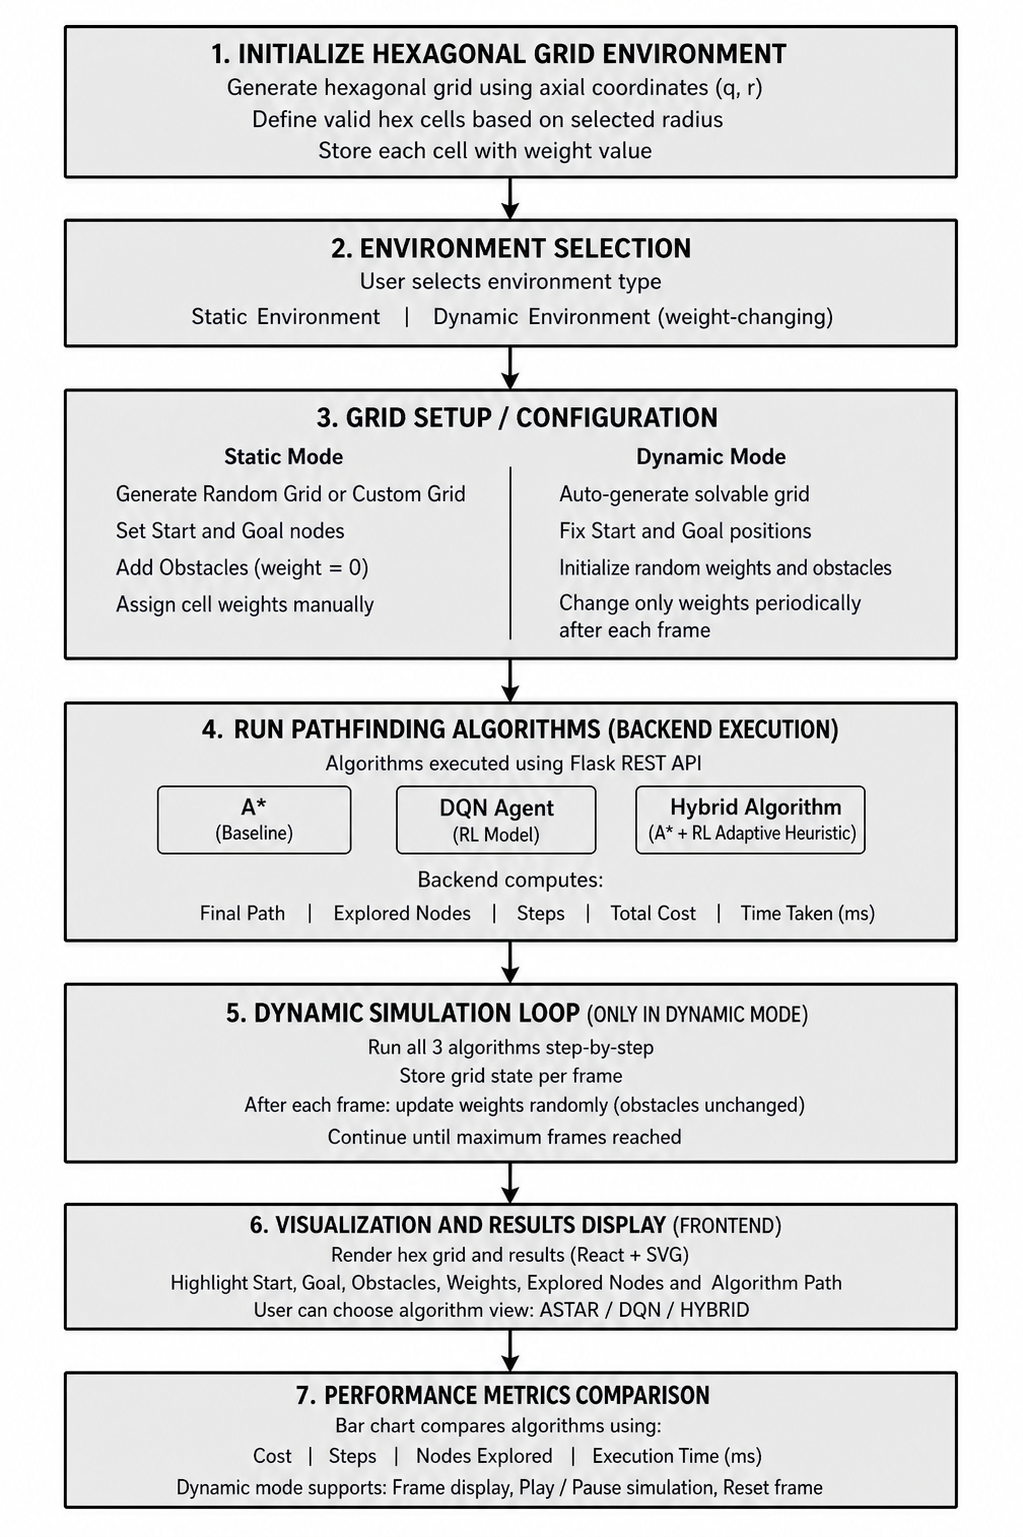 1. INITIALIZE HEXAGONAL GRID ENVIRONMENT
Generate hexagonal grid using axial coordinates (q, r)
Define valid hex cells based on selected radius
Store each cell with weight value
2. ENVIRONMENT SELECTION
User selects environment type
Static Environment | Dynamic Environment (weight-changing)
3. GRID SETUP / CONFIGURATION
Static Mode
Generate Random Grid or Custom Grid
Set Start and Goal nodes
Add Obstacles (weight = 0)
Assign cell weights manually
Dynamic Mode
Auto-generate solvable grid
Fix Start and Goal positions
Initialize random weights and obstacles
Change only weights periodically
after each frame
4. RUN PATHFINDING ALGORITHMS (BACKEND EXECUTION)
Algorithms executed using Flask REST API
A*
(Baseline)
DQN Agent
(RL Model)
Hybrid Algorithm
(A* + RL Adaptive Heuristic)
Backend computes:
Final Path | Explored Nodes | Steps | Total Cost | Time Taken (ms)
5. DYNAMIC SIMULATION LOOP (ONLY IN DYNAMIC MODE)
Run all 3 algorithms step-by-step
Store grid state per frame
After each frame: update weights randomly (obstacles unchanged)
Continue until maximum frames reached
6. VISUALIZATION AND RESULTS DISPLAY (FRONTEND)
Render hex grid and results (React + SVG)
Highlight Start, Goal, Obstacles, Weights, Explored Nodes and Algorithm Path
User can choose algorithm view: ASTAR / DQN / HYBRID
7. PERFORMANCE METRICS COMPARISON
Bar chart compares algorithms using:
Cost | Steps | Nodes Explored | Execution Time (ms)
Dynamic mode supports: Frame display, Play / Pause simulation, Reset frame